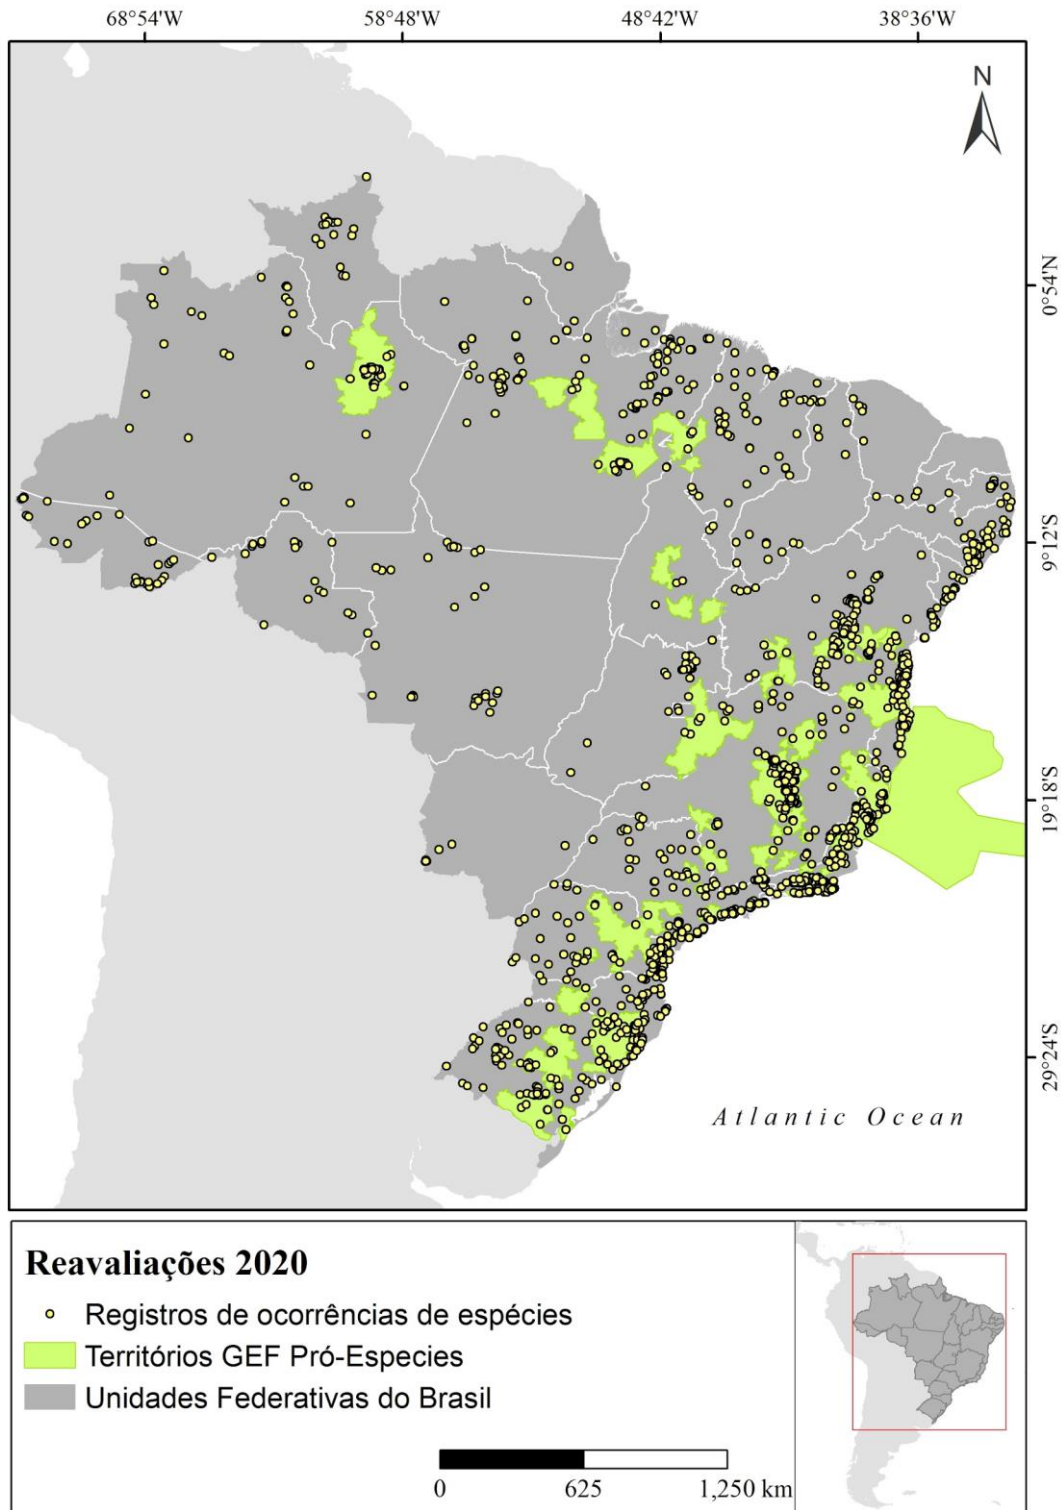 68°54'W 58°48'W 48°42'W 38°36'W
N
0°54'N
9°12'S
19°18'S
29°24'S
Atlantic Ocean
Reavaliações 2020
Registros de ocorrências de espécies
Territórios GEF Pró-Especies
Unidades Federativas do Brasil
0 625 1,250 km